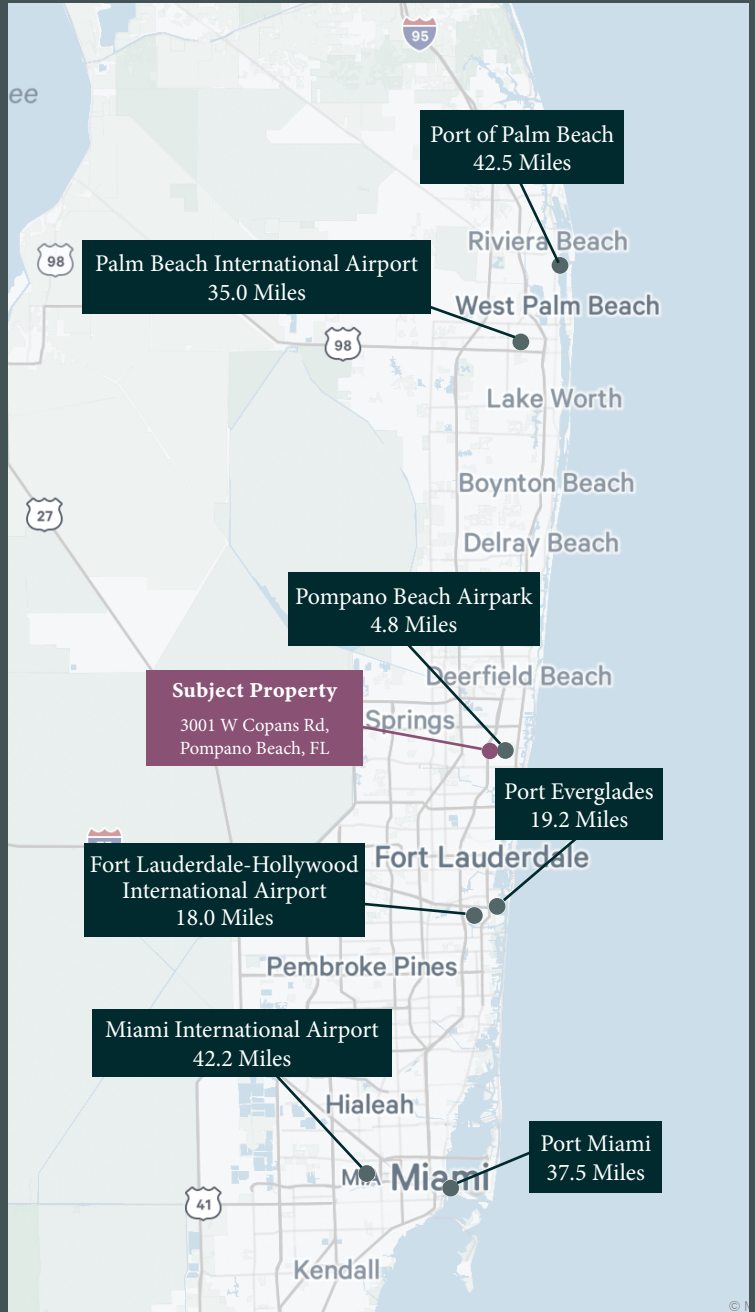 95
ee
Port of Palm Beach
42.5 Miles
Riviera Beach
98
Palm Beach International Airport
35.0 Miles
West Palm Beach
98
Lake Worth
Boynton Beach
27
Delray Beach
Pompano Beach Airpark
4.8 Miles
Deerfield Beach
Subject Property
3001 W Copans Rd,
Pompano Beach, FL
Springs
Port Everglades
19.2 Miles
Fort Lauderdale
Fort Lauderdale-Hollywood
International Airport
18.0 Miles
Pembroke Pines
Miami International Airport
42.2 Miles
Hialeah
Port Miami
37.5 Miles
MIA
Miami
41
Kendall
©